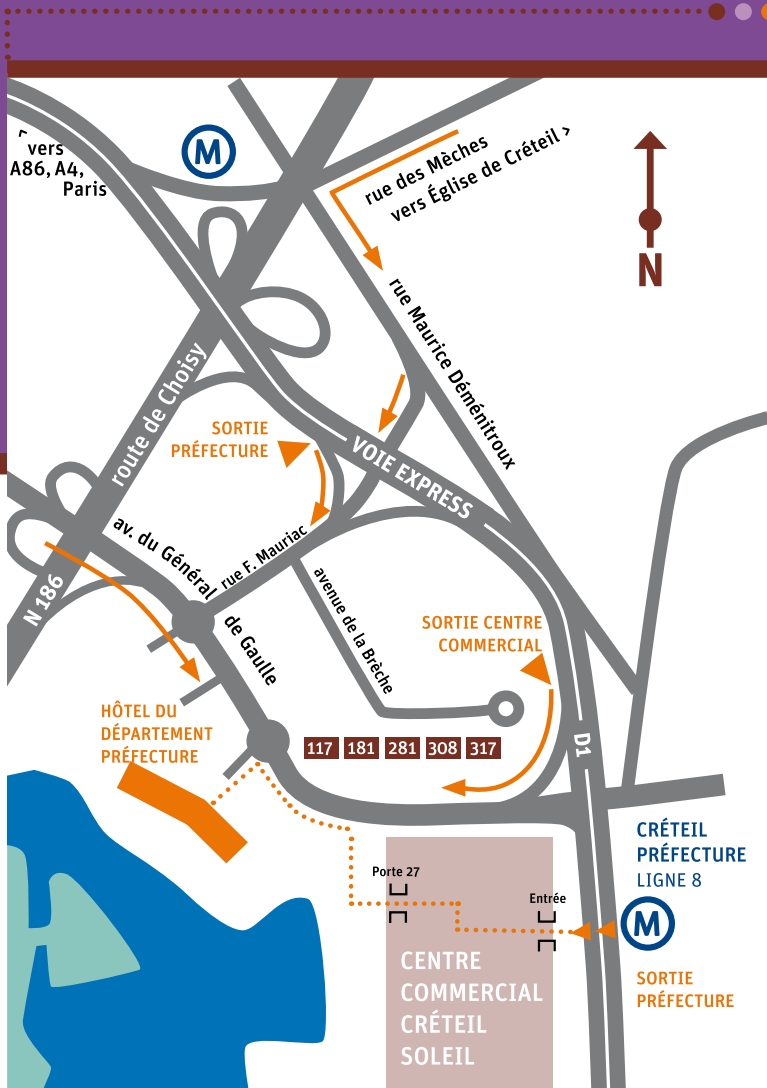 M
vers
A86, A4,
Paris
rue des Mèches
vers Église de Créteil >
N
rue Maurice Déménitroux
route de Choisy
SORTIE
PRÉFECTURE
VOIE EXPRESS
av. du Général
de Gaulle
rue F. Mauriac
N 186
avenue de la Brèche
SORTIE CENTRE
COMMERCIAL
HÔTEL DU
DÉPARTEMENT
PRÉFECTURE
117 181 281 308 317
D1
CRÉTEIL
PRÉFECTURE
LIGNE 8
M
Porte 27
Entrée
CENTRE
COMMERCIAL
CRÉTEIL
SOLEIL
SORTIE
PRÉFECTURE